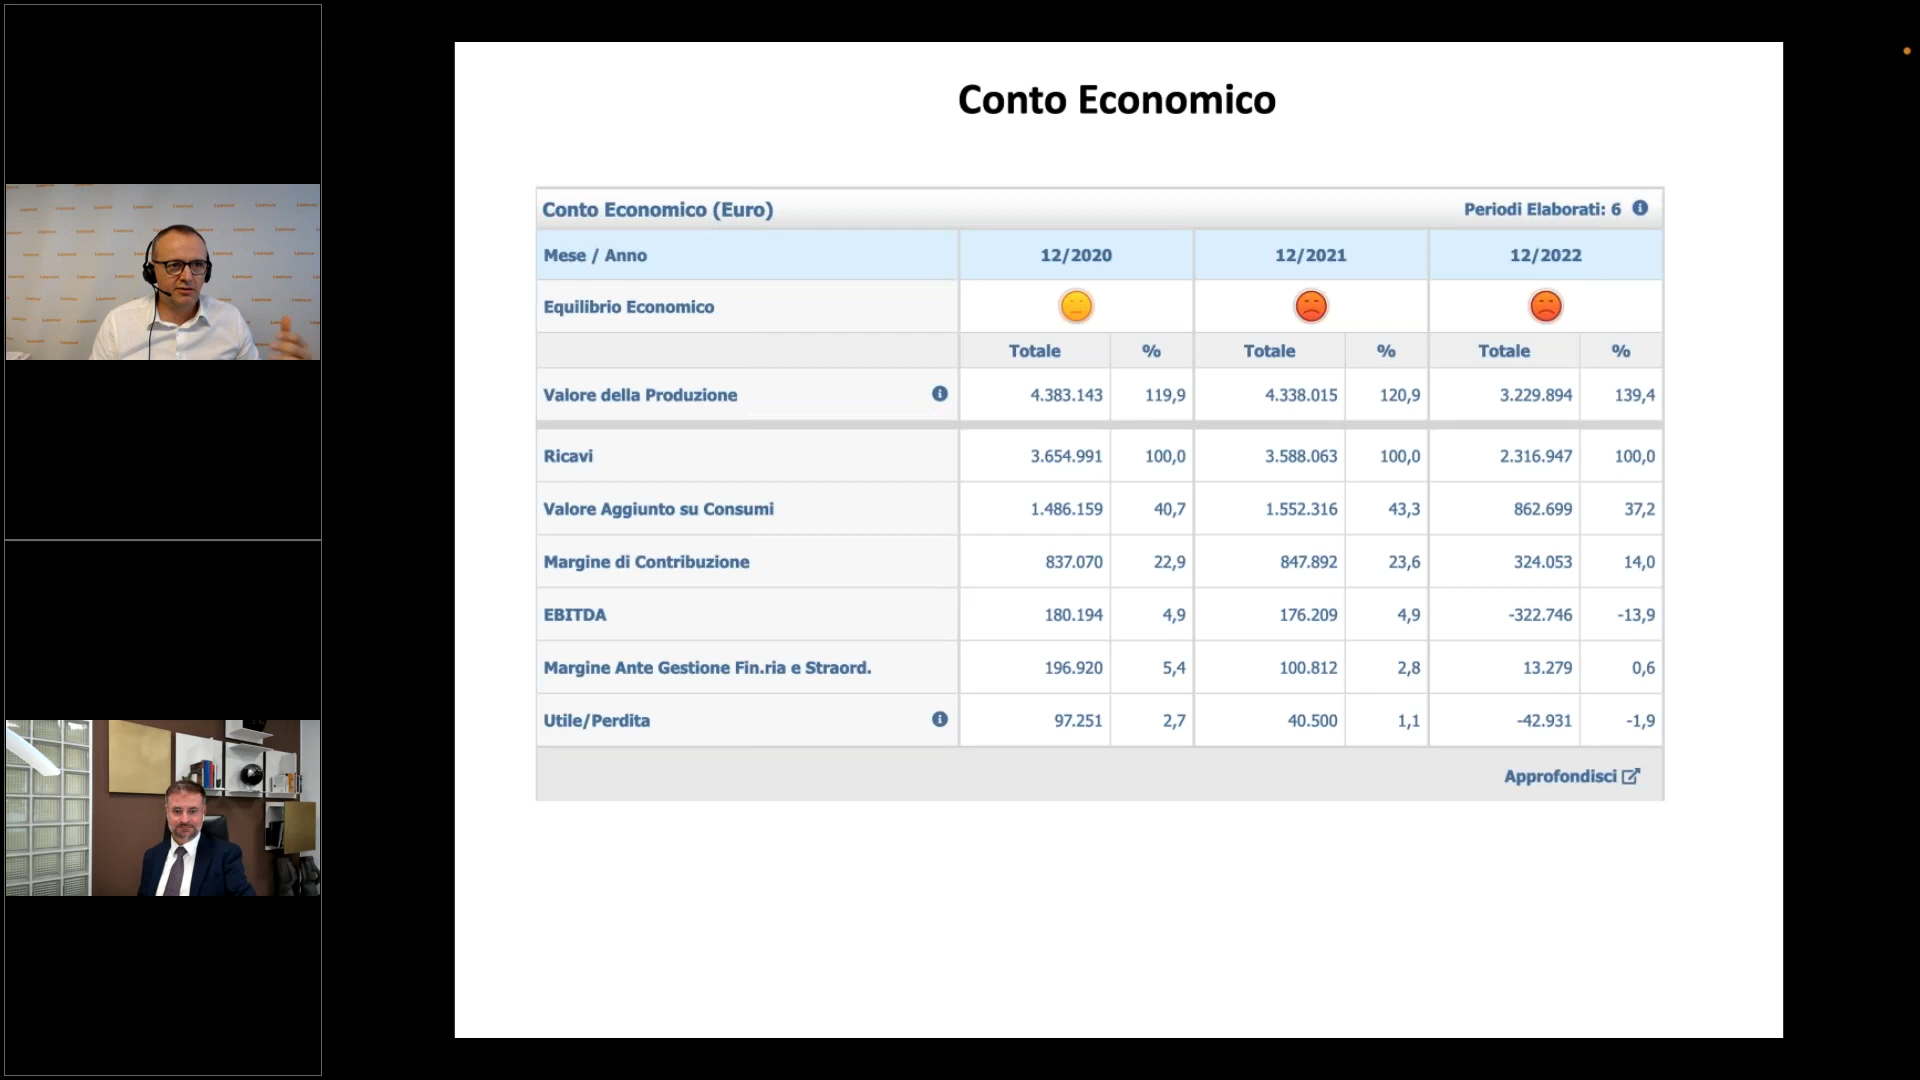 Conto Economico
Conto Economico (Euro) Periodi Elaborati: 6
Mese / Anno 12/2020 12/2021 12/2022
Equilibrio Economico
Totale % Totale % Totale %
Valore della Produzione 4.383.143 119,9 4.338.015 120,9 3.229.894 139,4
Ricavi 3.654.991 100,0 3.588.063 100,0 2.316.947 100,0
Valore Aggiunto su Consumi 1.486.159 40,7 1.552.316 43,3 862.699 37,2
Margine di Contribuzione 837.070 22,9 847.892 23,6 324.053 14,0
EBITDA 180.194 4,9 176.209 4,9 -322.746 -13,9
Margine Ante Gestione Fin.ria e Straord. 196.920 5,4 100.812 2,8 13.279 0,6
Utile/Perdita 97.251 2,7 40.500 1,1 -42.931 -1,9
Approfondisci